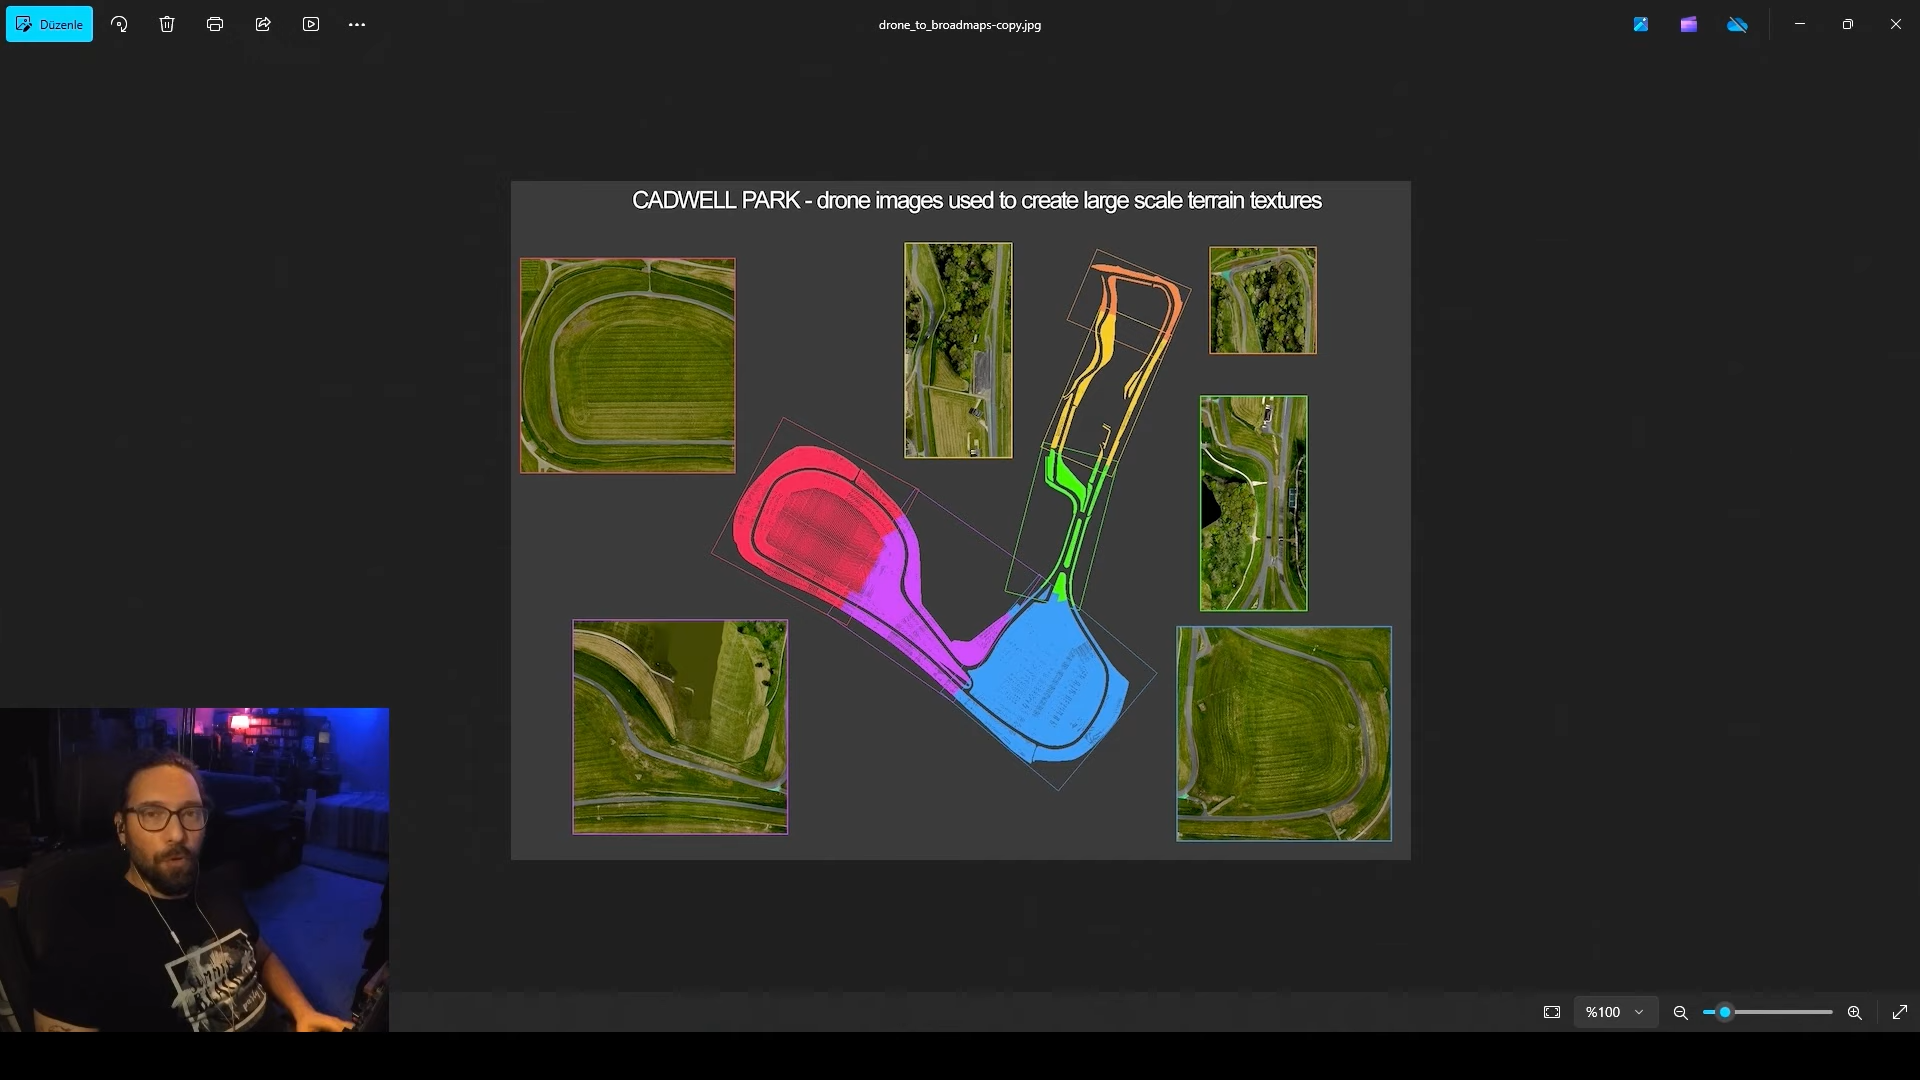 Düzenle
drone_to_broadmaps-copy.jpg
CADWELL PARK - drone images used to create large scale terrain textures
%100